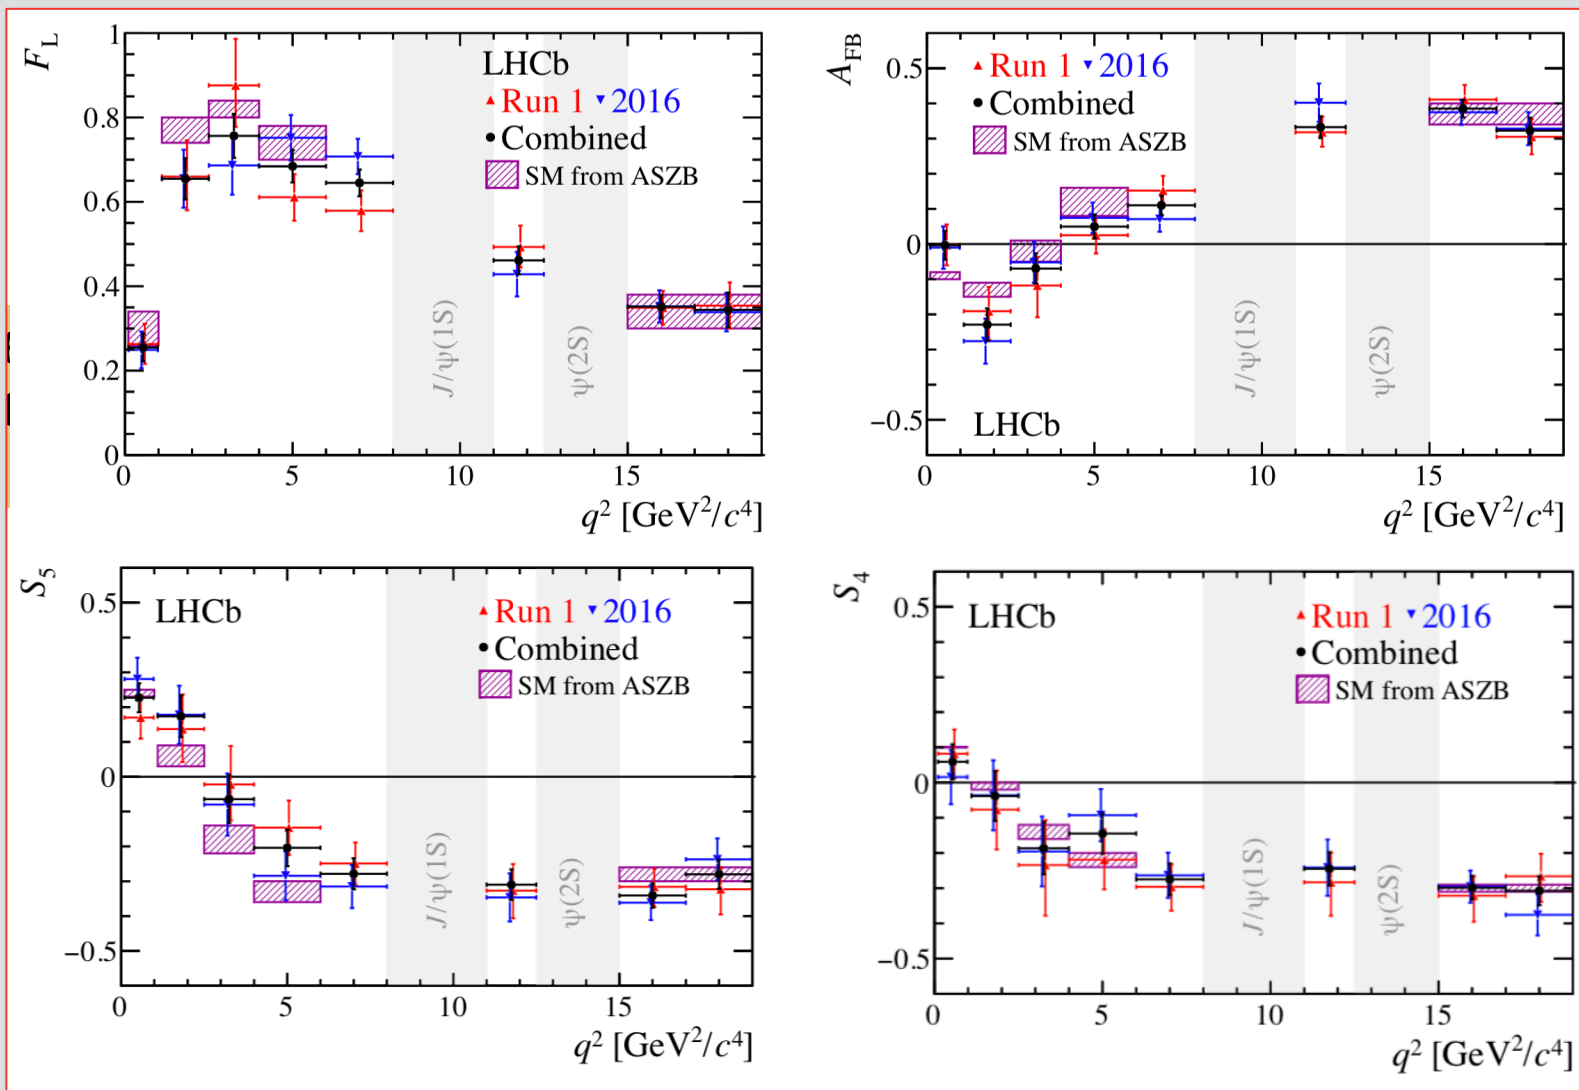 F_L
1
0.8
0.6
0.4
0.2
0
LHCb
Run 1 2016
Combined
SM from ASZB
J/ψ(1S)
ψ(2S)
0 5 10 15
q² [GeV²/c⁴]
A_FB
0.5
0
−0.5
Run 1 2016
Combined
SM from ASZB
LHCb
J/ψ(1S)
ψ(2S)
0 5 10 15
q² [GeV²/c⁴]
S₅
0.5
0
−0.5
LHCb
Run 1 2016
Combined
SM from ASZB
J/ψ(1S)
ψ(2S)
0 5 10 15
q² [GeV²/c⁴]
S₄
0.5
0
−0.5
LHCb
Run 1 2016
Combined
SM from ASZB
J/ψ(1S)
ψ(2S)
0 5 10 15
q² [GeV²/c⁴]